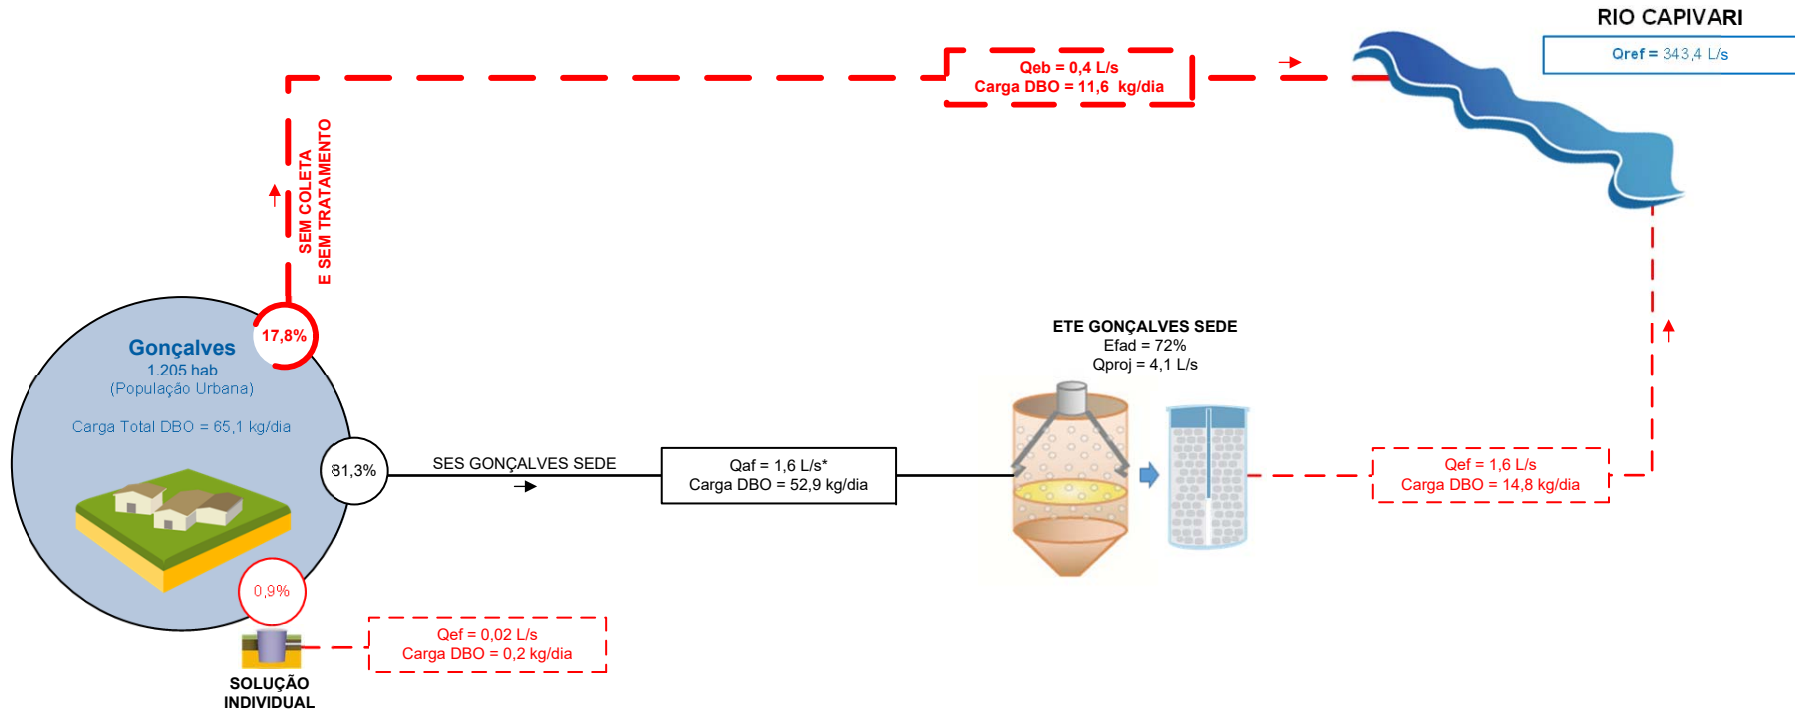 RIO CAPIVARI
Qref = 343,4 L/s
Qeb = 0,4 L/s
Carga DBO = 11,6 kg/dia
SEM COLETA
E SEM TRATAMENTO
17,8%
Gonçalves
1.205 hab
(População Urbana)
Carga Total DBO = 65,1 kg/dia
81,3%
SES GONÇALVES SEDE
Qaf = 1,6 L/s*
Carga DBO = 52,9 kg/dia
ETE GONÇALVES SEDE
Efad = 72%
Qproj = 4,1 L/s
Qef = 1,6 L/s
Carga DBO = 14,8 kg/dia
0,9%
Qef = 0,02 L/s
Carga DBO = 0,2 kg/dia
SOLUÇÃO
INDIVIDUAL